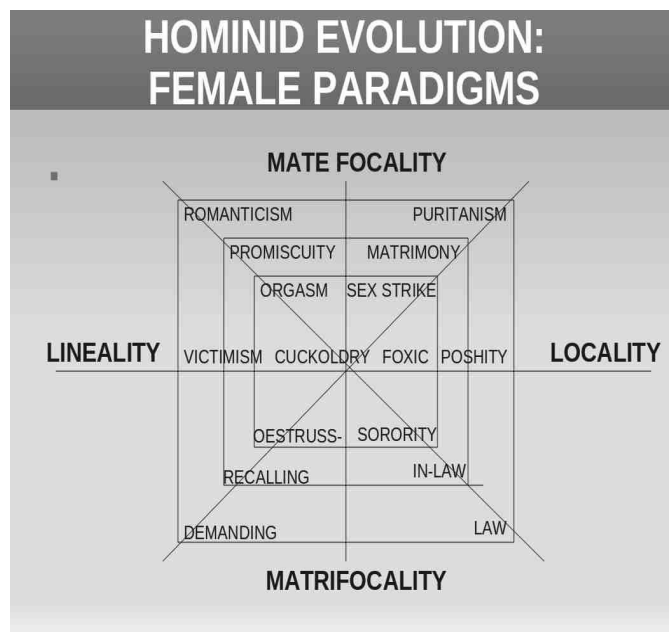 HOMINID EVOLUTION:
FEMALE PARADIGMS
MATE FOCALITY
ROMANTICISM PURITANISM
PROMISCUITY MATRIMONY
ORGASM SEX STRIKE
LINEALITY VICTIMISM CUCKOLDRY FOXIC POSHITY LOCALITY
OESTRUSS- SORORITY
RECALLING IN-LAW
DEMANDING LAW
MATRIFOCALITY